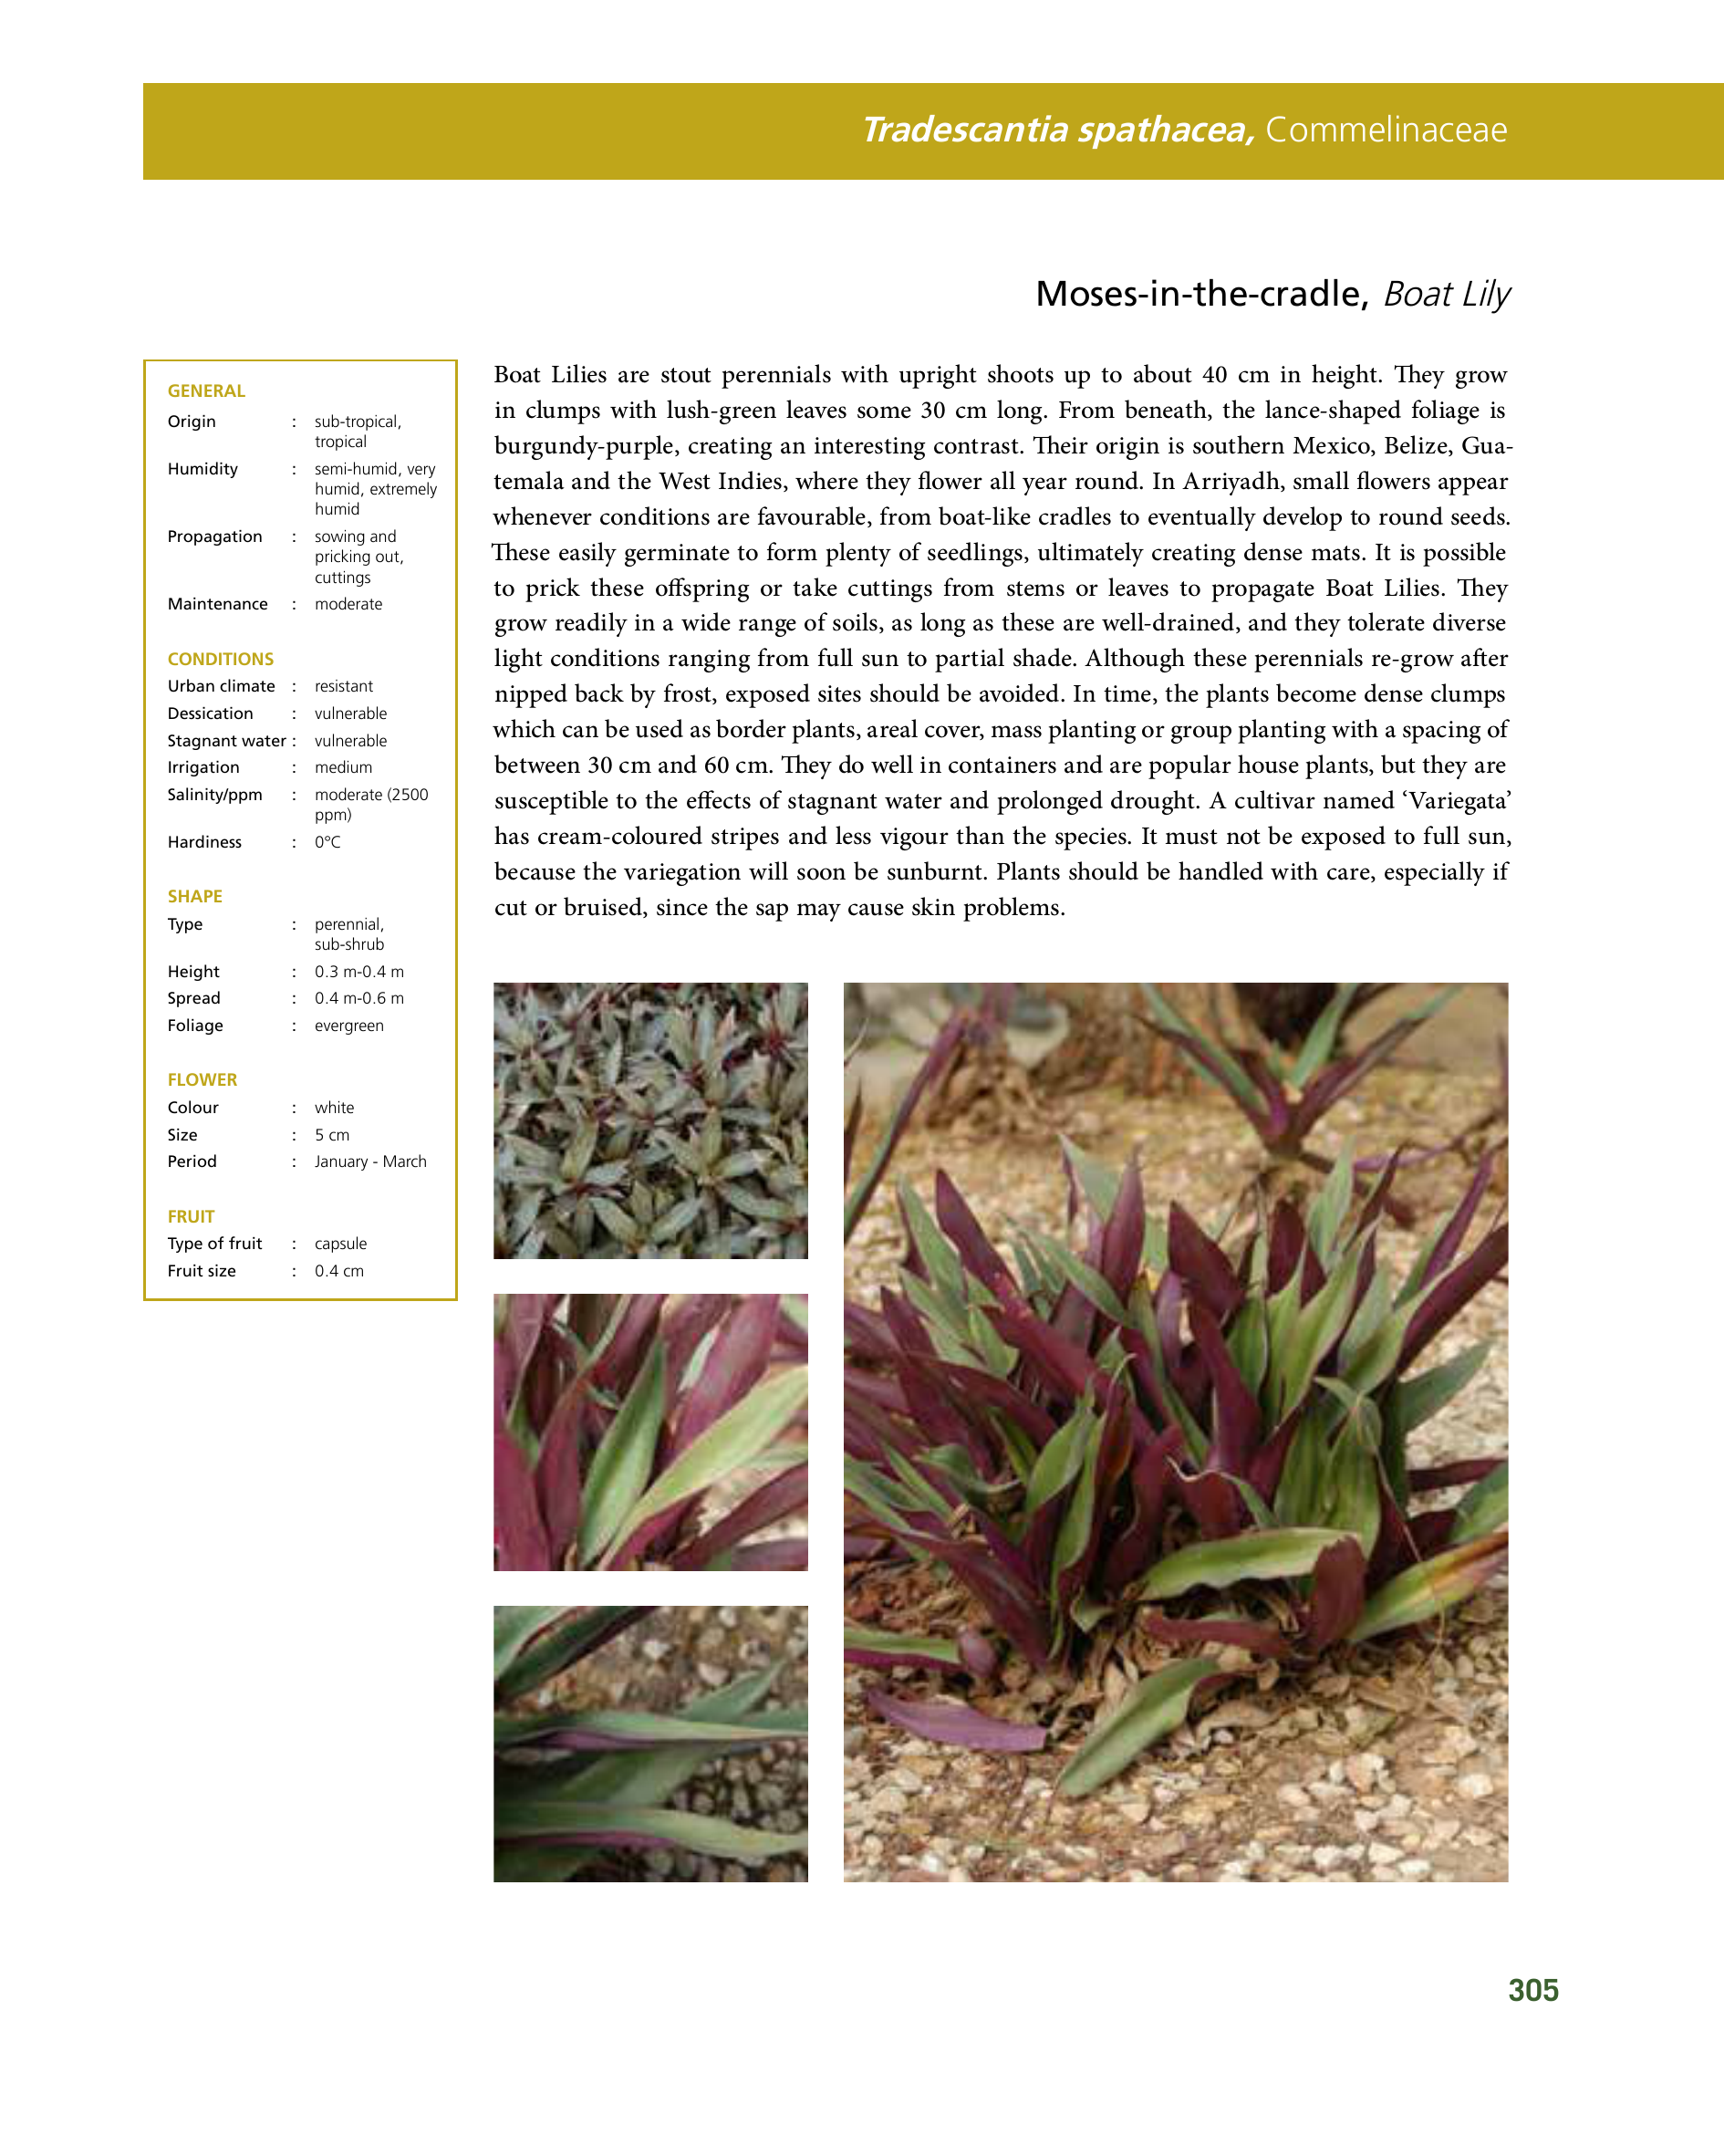 Tradescantia spathacea, Commelinaceae
Moses-in-the-cradle, Boat Lily
GENERAL
Origin : sub-tropical,
tropical
Humidity : semi-humid, very
humid, extremely
humid
Propagation : sowing and
pricking out,
cuttings
Maintenance : moderate
CONDITIONS
Urban climate : resistant
Dessication : vulnerable
Stagnant water : vulnerable
Irrigation : medium
Salinity/ppm : moderate (2500
ppm)
Hardiness : 0°C
SHAPE
Type : perennial,
sub-shrub
Height : 0.3 m-0.4 m
Spread : 0.4 m-0.6 m
Foliage : evergreen
FLOWER
Colour : white
Size : 5 cm
Period : January - March
FRUIT
Type of fruit : capsule
Fruit size : 0.4 cm
Boat Lilies are stout perennials with upright shoots up to about 40 cm in height. They grow
in clumps with lush-green leaves some 30 cm long. From beneath, the lance-shaped foliage is
burgundy-purple, creating an interesting contrast. Their origin is southern Mexico, Belize, Gua-
temala and the West Indies, where they flower all year round. In Arriyadh, small flowers appear
whenever conditions are favourable, from boat-like cradles to eventually develop to round seeds.
These easily germinate to form plenty of seedlings, ultimately creating dense mats. It is possible
to prick these offspring or take cuttings from stems or leaves to propagate Boat Lilies. They
grow readily in a wide range of soils, as long as these are well-drained, and they tolerate diverse
light conditions ranging from full sun to partial shade. Although these perennials re-grow after
nipped back by frost, exposed sites should be avoided. In time, the plants become dense clumps
which can be used as border plants, areal cover, mass planting or group planting with a spacing of
between 30 cm and 60 cm. They do well in containers and are popular house plants, but they are
susceptible to the effects of stagnant water and prolonged drought. A cultivar named ‘Variegata’
has cream-coloured stripes and less vigour than the species. It must not be exposed to full sun,
because the variegation will soon be sunburnt. Plants should be handled with care, especially if
cut or bruised, since the sap may cause skin problems.
305